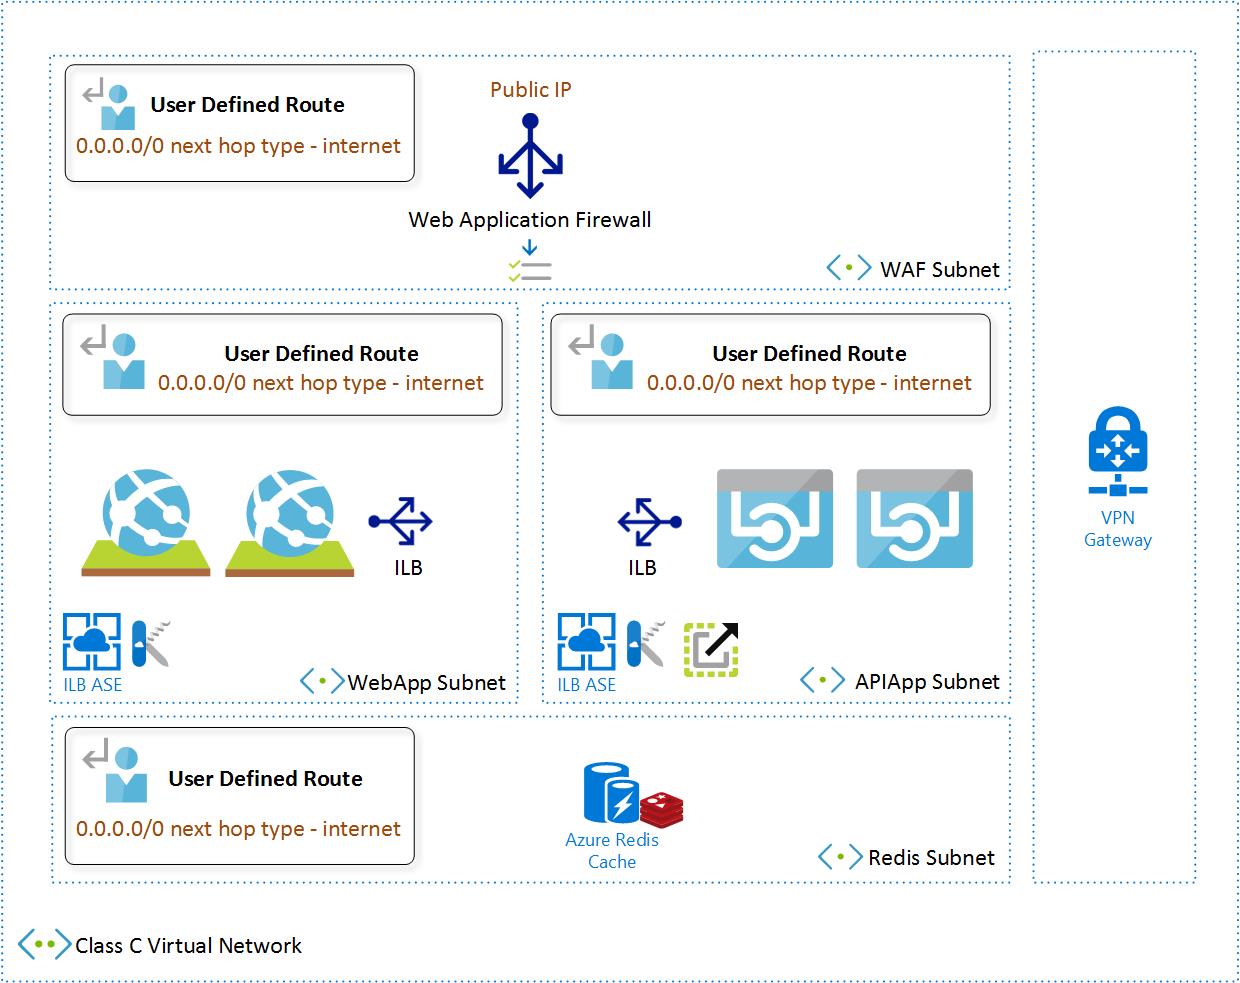 User Defined Route
0.0.0.0/0 next hop type - internet
Public IP
Web Application Firewall
WAF Subnet
User Defined Route
0.0.0.0/0 next hop type - internet
ILB
ILB ASE
WebApp Subnet
User Defined Route
0.0.0.0/0 next hop type - internet
ILB
ILB ASE
APIApp Subnet
VPN
Gateway
User Defined Route
0.0.0.0/0 next hop type - internet
Azure Redis
Cache
Redis Subnet
Class C Virtual Network